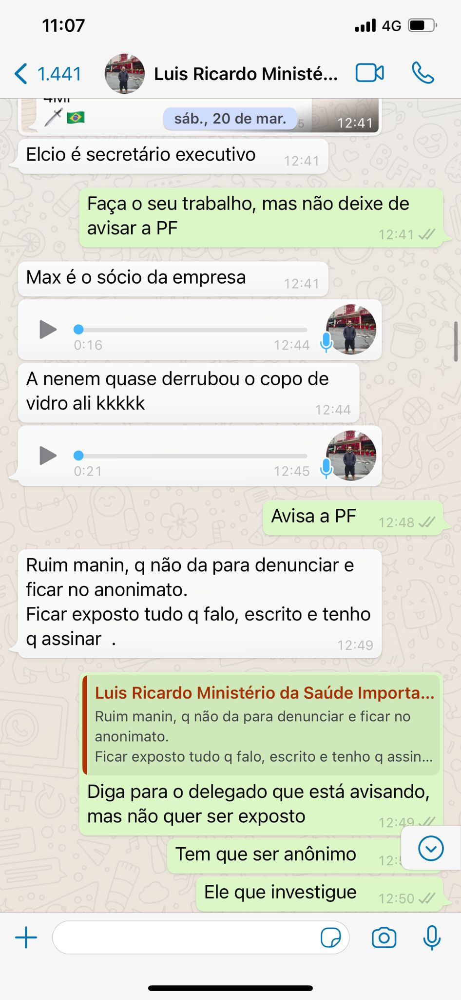 11:07
4G
1.441
Luis Ricardo Ministé...
sáb., 20 de mar.
12:41
Elcio é secretário executivo
12:41
Faça o seu trabalho, mas não deixe de
avisar a PF
12:41
Max é o sócio da empresa
12:41
0:16
12:44
A nenem quase derrubou o copo de
vidro ali kkkkk
12:44
0:21
12:45
Avisa a PF
12:48
Ruim manin, q não da para denunciar e
ficar no anonimato.
Ficar exposto tudo q falo, escrito e tenho
q assinar .
12:49
Luis Ricardo Ministério da Saúde Importa...
Ruim manin, q não da para denunciar e ficar no
anonimato.
Ficar exposto tudo q falo, escrito e tenho q assin...
Diga para o delegado que está avisando,
mas não quer ser exposto
12:49
Tem que ser anônimo
Ele que investigue
12:50